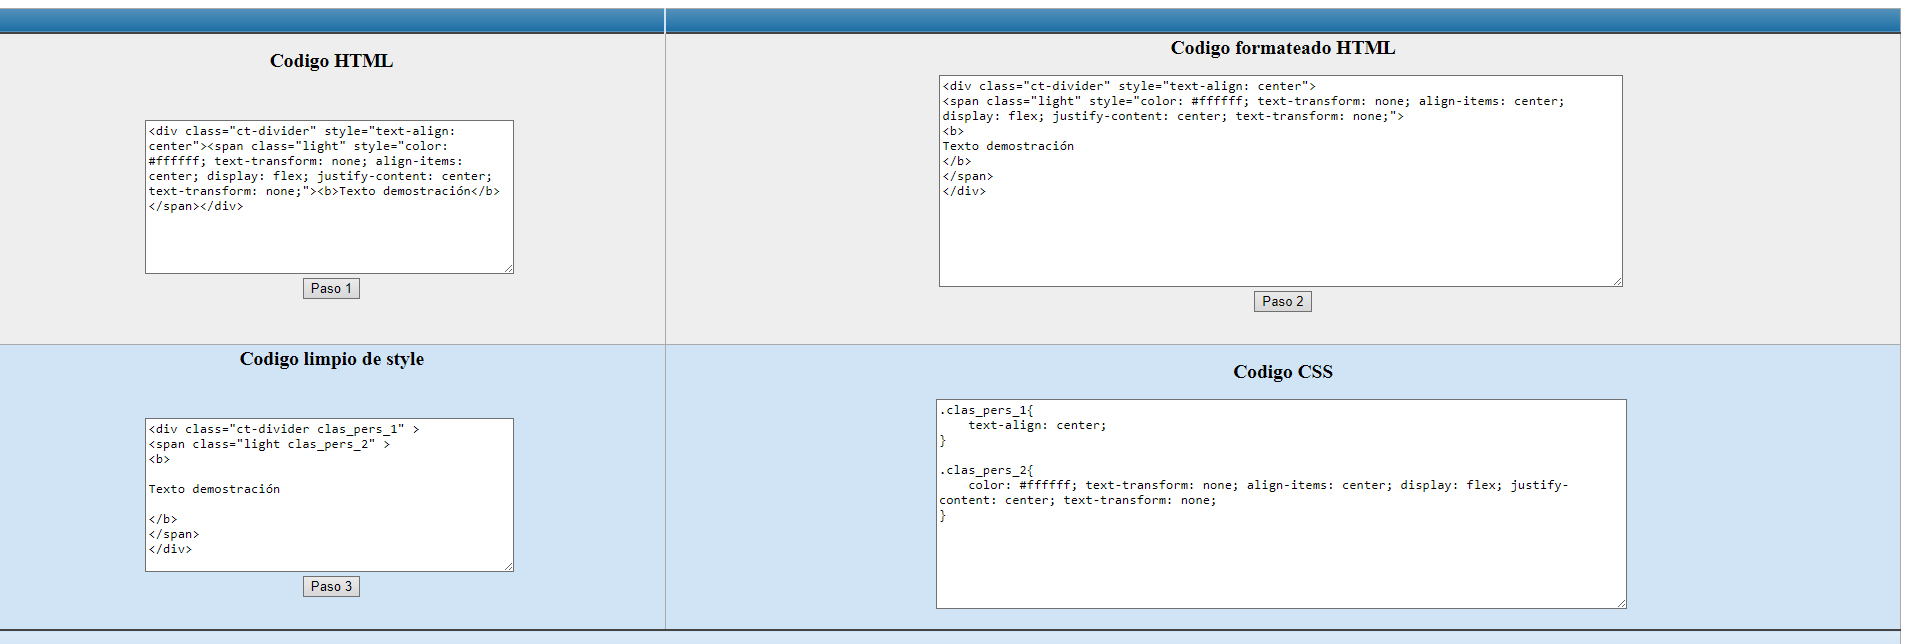 Codigo HTML
<div class="ct-divider" style="text-align:
center"><span class="light" style="color:
#ffffff; text-transform: none; align-items:
center; display: flex; justify-content: center;
text-transform: none;"><b>Texto demostración</b>
</span></div>
Paso 1
Codigo formateado HTML
<div class="ct-divider" style="text-align: center">
<span class="light" style="color: #ffffff; text-transform: none; align-items: center;
display: flex; justify-content: center; text-transform: none;">
<b>
Texto demostración
</b>
</span>
</div>
Paso 2
Codigo limpio de style
<div class="ct-divider clas_pers_1" >
<span class="light clas_pers_2" >
<b>
Texto demostración
</b>
</span>
</div>
Paso 3
Codigo CSS
.clas_pers_1{
    text-align: center;
}
.clas_pers_2{
    color: #ffffff; text-transform: none; align-items: center; display: flex; justify-
content: center; text-transform: none;
}